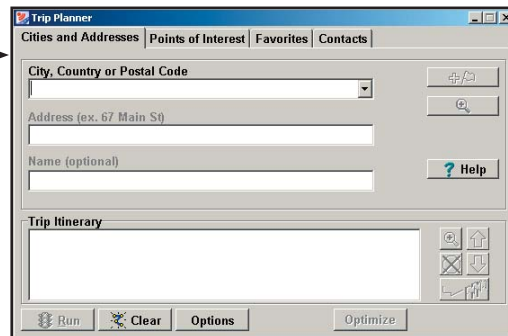 Trip Planner
Cities and Addresses Points of Interest Favorites Contacts
City, Country or Postal Code
Address (ex. 67 Main St)
Name (optional)
? Help
Trip Itinerary
Run Clear Options Optimize